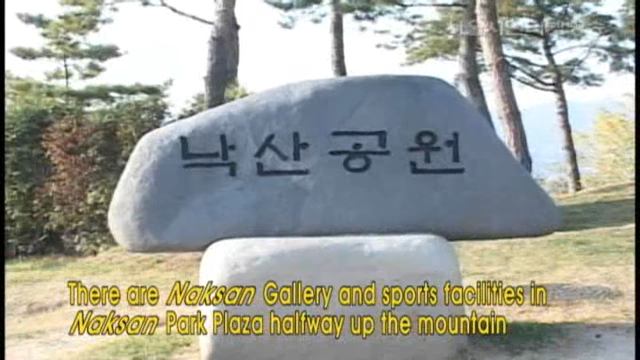 낙산공원
There are Naksan Gallery and sports facilities in
Naksan Park Plaza halfway up the mountain